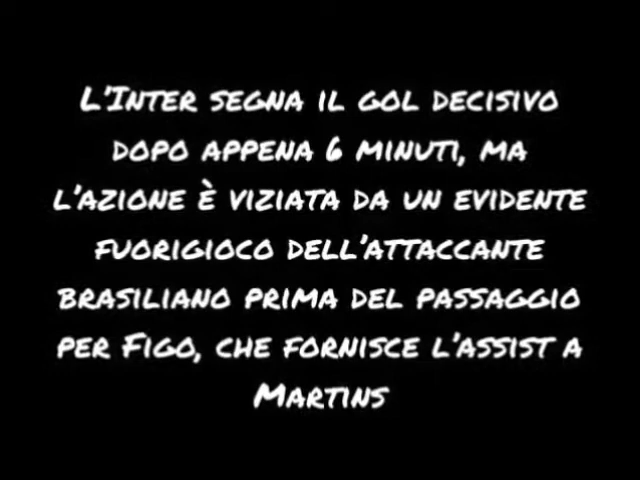 L'Inter segna il gol decisivo
dopo appena 6 minuti, ma
l'azione è viziata da un evidente
fuorigioco dell'attaccante
brasiliano prima del passaggio
per Figo, che fornisce l'assist a
Martins